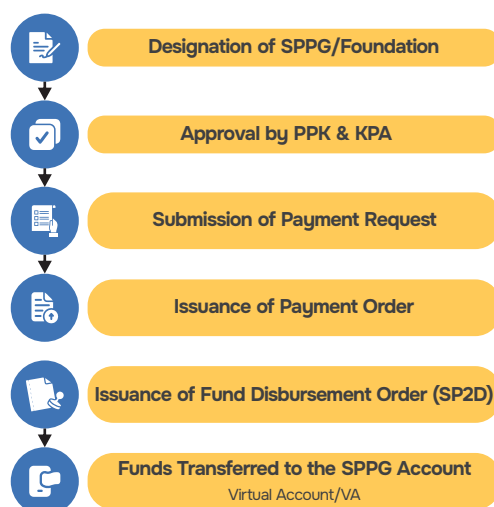 Designation of SPPG/Foundation
Approval by PPK & KPA
Submission of Payment Request
Issuance of Payment Order
Issuance of Fund Disbursement Order (SP2D)
Funds Transferred to the SPPG Account
Virtual Account/VA